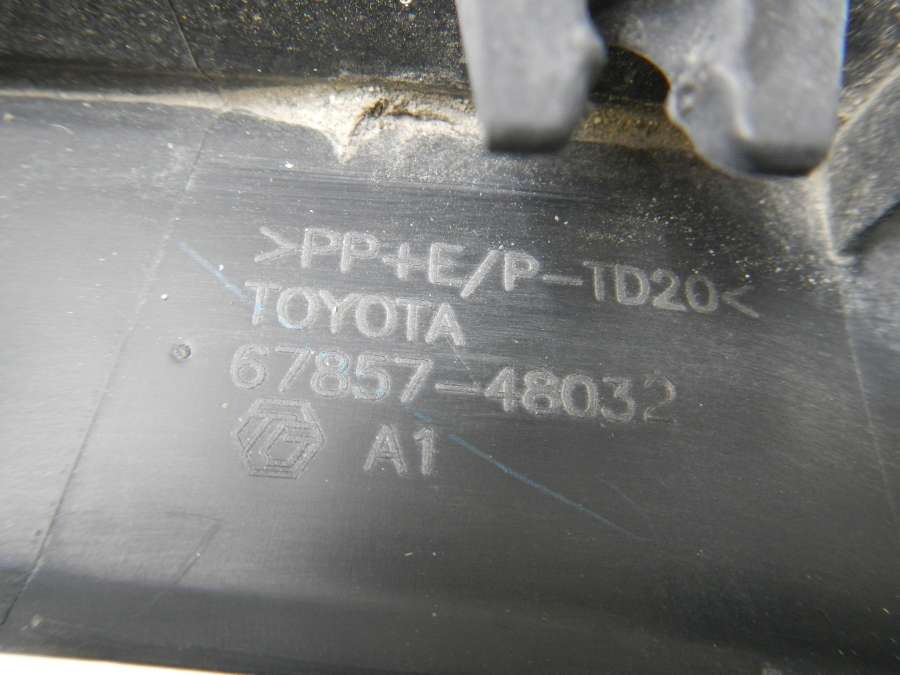 >PP+E/P-TD20<
TOYOTA
67857-48032
A1